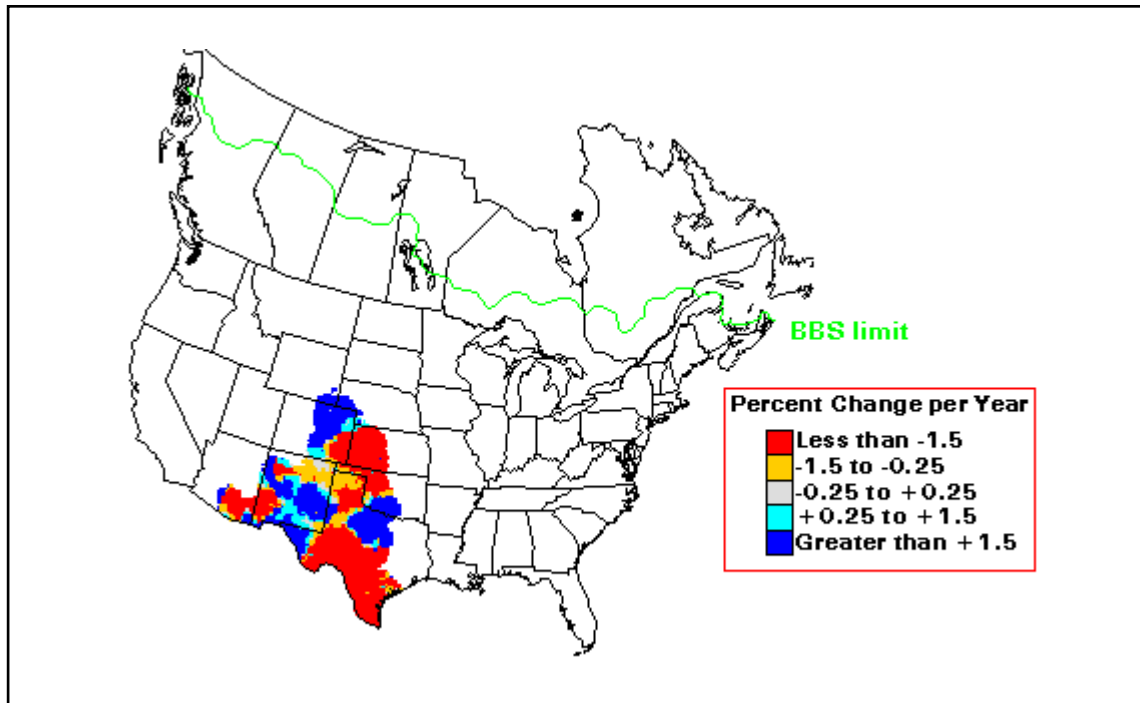 BBS limit
Percent Change per Year
Less than -1.5
-1.5 to -0.25
-0.25 to +0.25
+0.25 to +1.5
Greater than +1.5